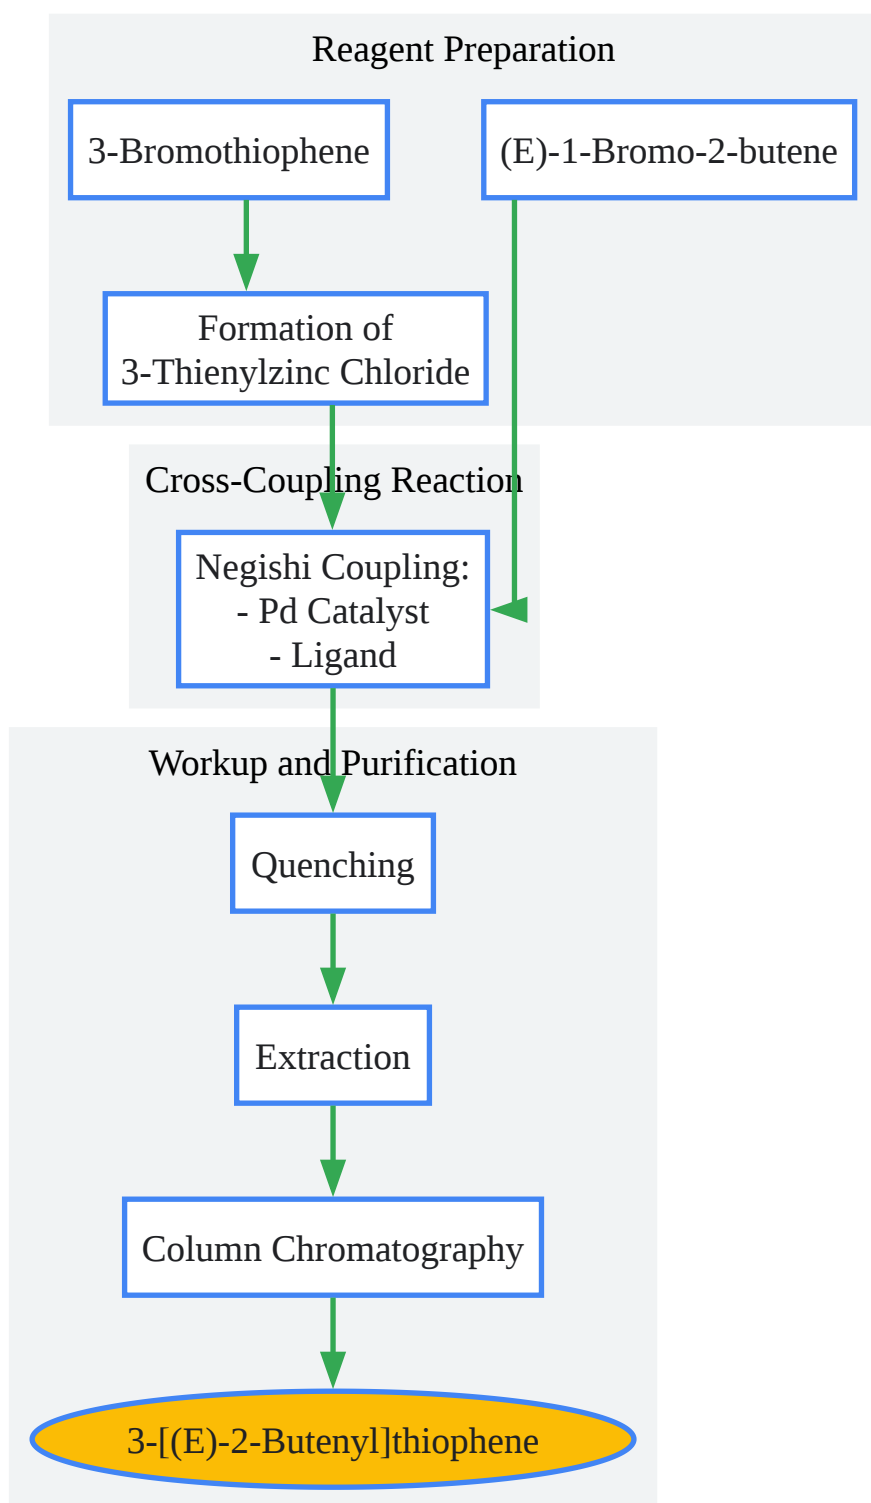 Reagent Preparation
3-Bromothiophene
(E)-1-Bromo-2-butene
Formation of
3-Thienylzinc Chloride
Cross-Coupling Reaction
Negishi Coupling:
- Pd Catalyst
- Ligand
Workup and Purification
Quenching
Extraction
Column Chromatography
3-[(E)-2-Butenyl]thiophene